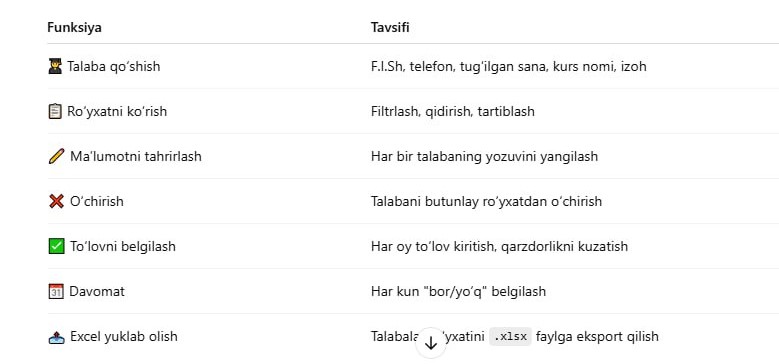 Funksiya Tavsifi
Talaba qo‘shish F.I.Sh, telefon, tug‘ilgan sana, kurs nomi, izoh
Ro‘yxatni ko‘rish Filtrlash, qidirish, tartiblash
Ma’lumotni tahrirlash Har bir talabaning yozuvini yangilash
O‘chirish Talabani butunlay ro‘yxatdan o‘chirish
To‘lovni belgilash Har oy to‘lov kiritish, qarzdorlikni kuzatish
31 Davomat Har kun "bor/yo‘q" belgilash
Excel yuklab olish .xlsx faylga eksport qilish